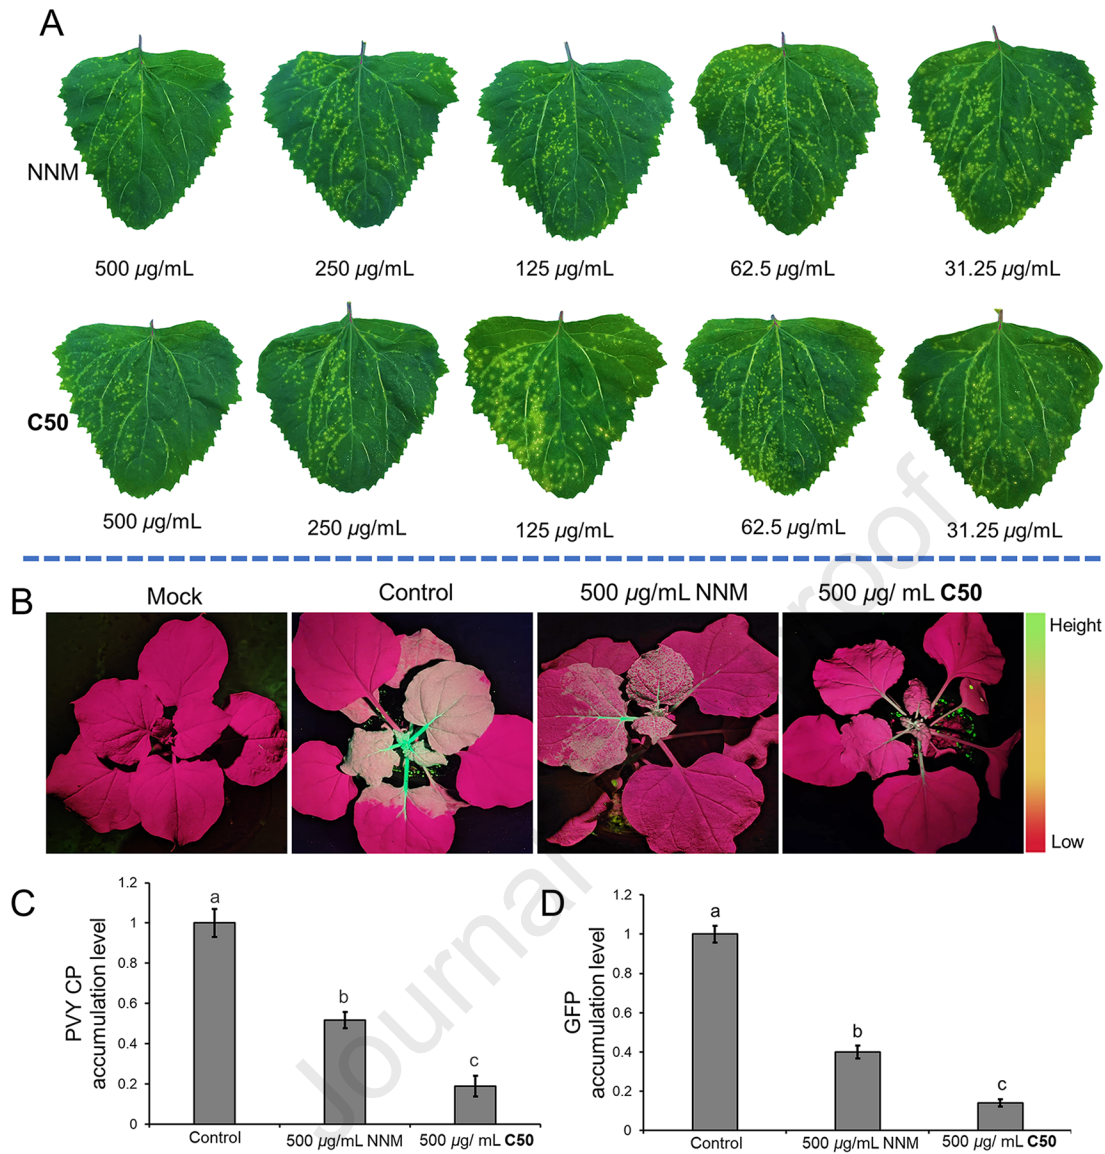 A
NNM
500 µg/mL
250 µg/mL
125 µg/mL
62.5 µg/mL
31.25 µg/mL
C50
500 µg/mL
250 µg/mL
125 µg/mL
62.5 µg/mL
31.25 µg/mL
B
Mock
Control
500 µg/mL NNM
500 µg/ mL C50
Height
Low
C
PVY CP
accumulation level
1.2
1
0.8
0.6
0.4
0.2
0
a
b
c
Control
500 µg/mL NNM
500 µg/ mL C50
D
GFP
accumulation level
1.2
1
0.8
0.6
0.4
0.2
0
a
b
c
Control
500 µg/mL NNM
500 µg/ mL C50
Journal
proof